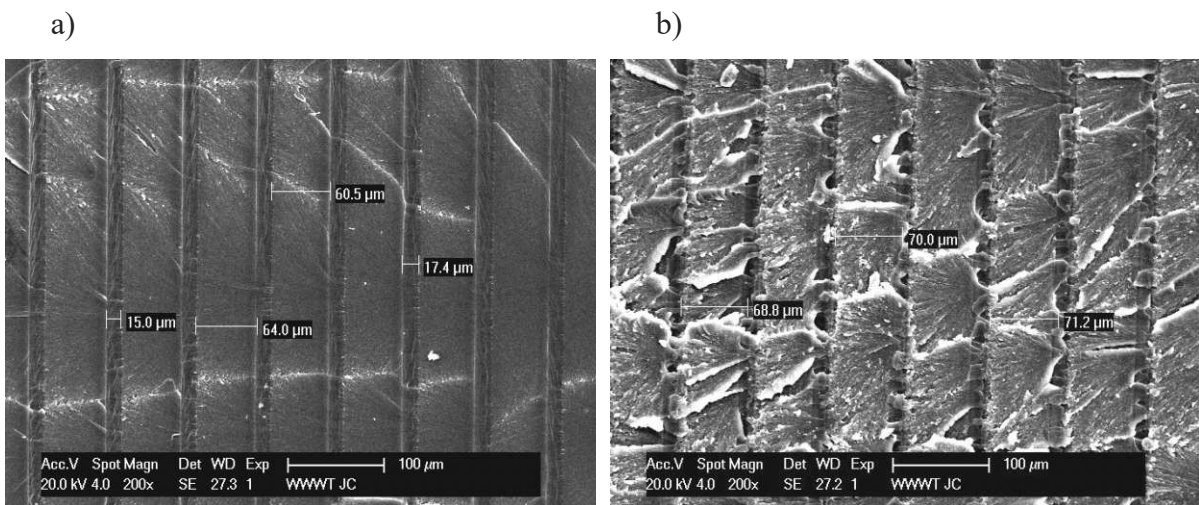 a)
b)
60.5 µm
17.4 µm
15.0 µm
64.0 µm
Acc.V Spot Magn Det WD Exp 100 µm
20.0 kV 4.0 200x SE 27.3 1 WWWT JC
70.0 µm
68.8 µm
71.2 µm
Acc.V Spot Magn Det WD Exp 100 µm
20.0 kV 4.0 200x SE 27.2 1 WWWT JC